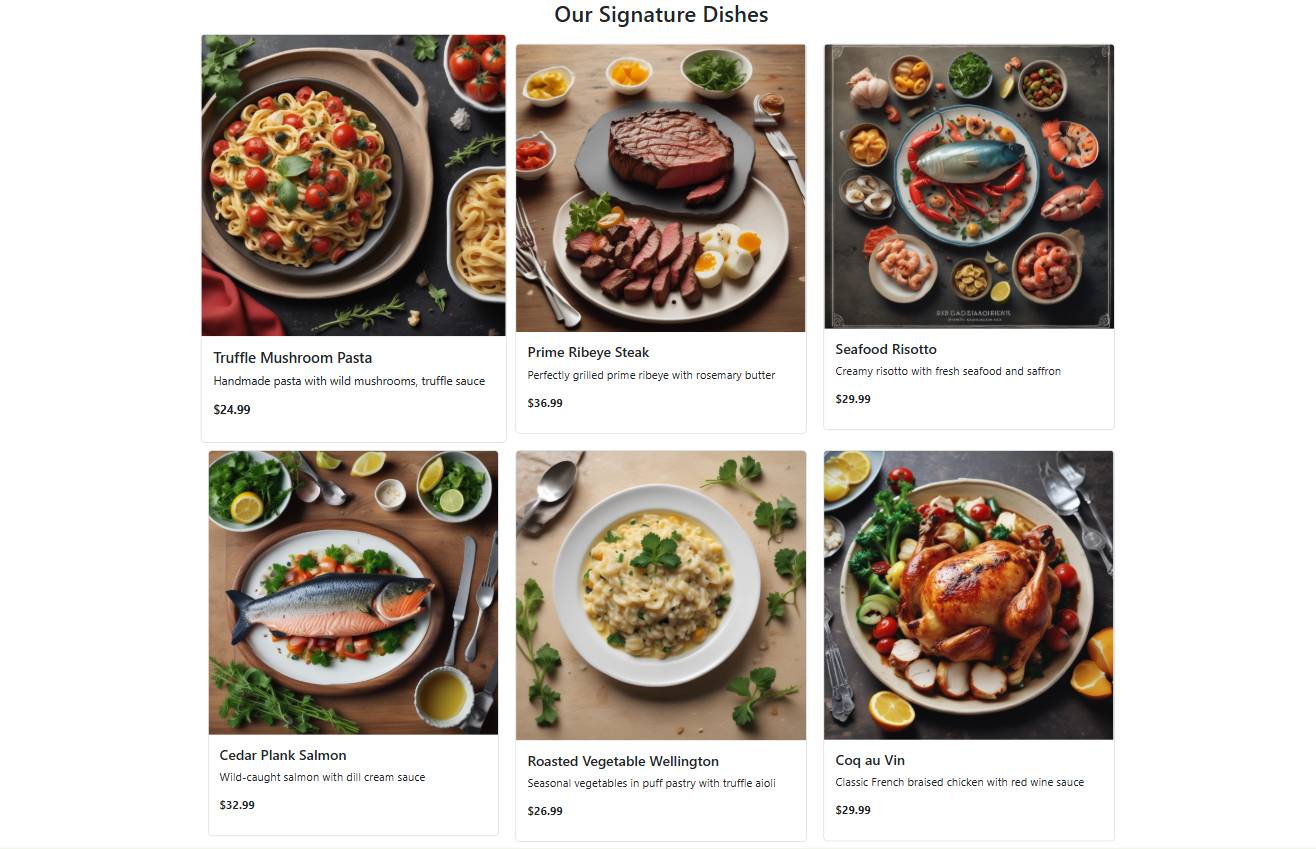 Our Signature Dishes
Truffle Mushroom Pasta
Handmade pasta with wild mushrooms, truffle sauce
$24.99
Prime Ribeye Steak
Perfectly grilled prime ribeye with rosemary butter
$36.99
Seafood Risotto
Creamy risotto with fresh seafood and saffron
$29.99
Cedar Plank Salmon
Wild-caught salmon with dill cream sauce
$32.99
Roasted Vegetable Wellington
Seasonal vegetables in puff pastry with truffle aioli
$26.99
Coq au Vin
Classic French braised chicken with red wine sauce
$29.99